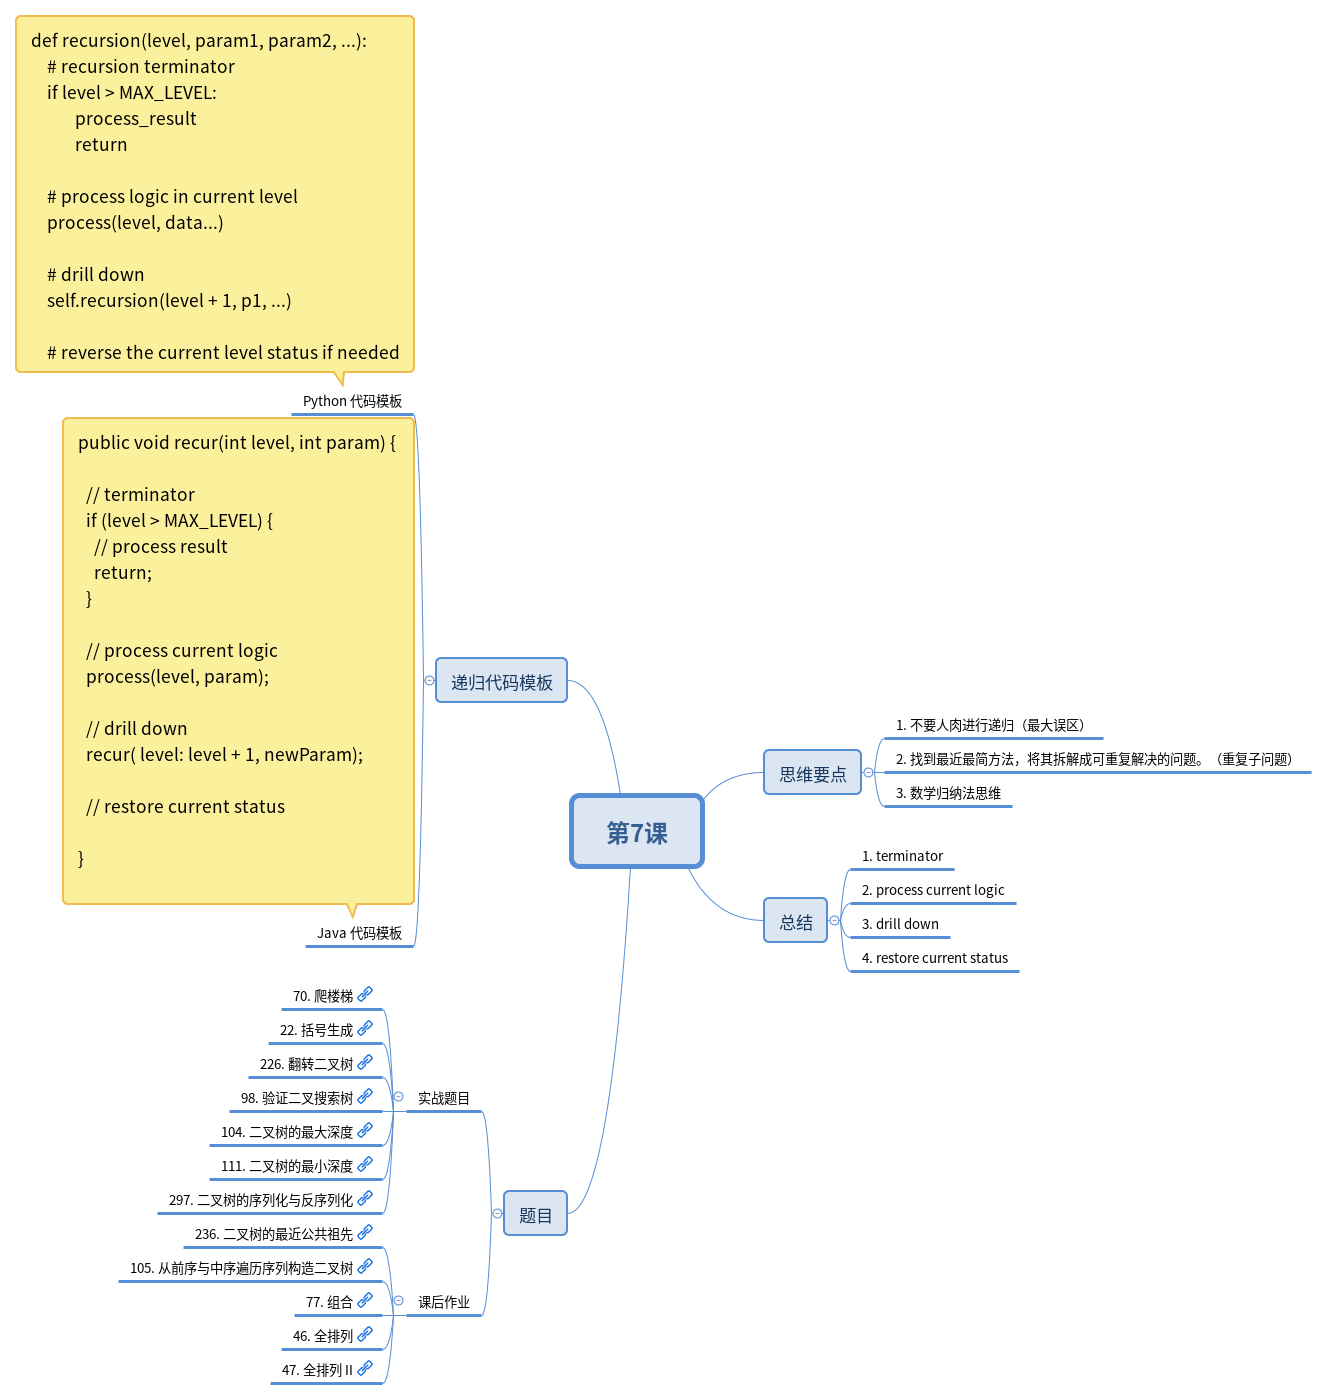 def recursion(level, param1, param2, ...):
# recursion terminator
if level > MAX_LEVEL:
process_result
return
# process logic in current level
process(level, data...)
# drill down
self.recursion(level + 1, p1, ...)
# reverse the current level status if needed
Python 代码模板
public void recur(int level, int param) {
// terminator
if (level > MAX_LEVEL) {
// process result
return;
}
// process current logic
process(level, param);
// drill down
recur( level: level + 1, newParam);
// restore current status
}
Java 代码模板
递归代码模板
第7课
思维要点
1. 不要人肉进行递归（最大误区）
2. 找到最近最简方法，将其拆解成可重复解决的问题。（重复子问题）
3. 数学归纳法思维
总结
1. terminator
2. process current logic
3. drill down
4. restore current status
题目
实战题目
70. 爬楼梯
22. 括号生成
226. 翻转二叉树
98. 验证二叉搜索树
104. 二叉树的最大深度
111. 二叉树的最小深度
297. 二叉树的序列化与反序列化
课后作业
236. 二叉树的最近公共祖先
105. 从前序与中序遍历序列构造二叉树
77. 组合
46. 全排列
47. 全排列 II